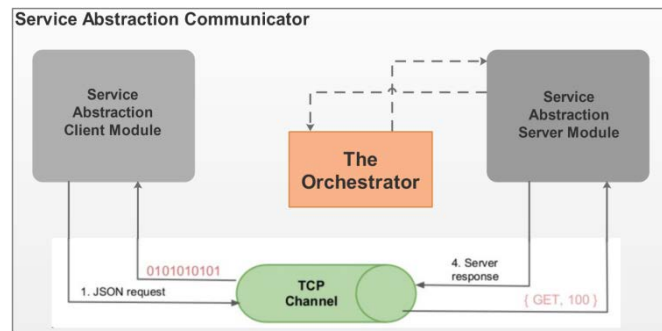 Service Abstraction Communicator
Service
Abstraction
Client Module
Service
Abstraction
Server Module
The
Orchestrator
0101010101
1. JSON request
TCP
Channel
4. Server
response
{ GET, 100 }